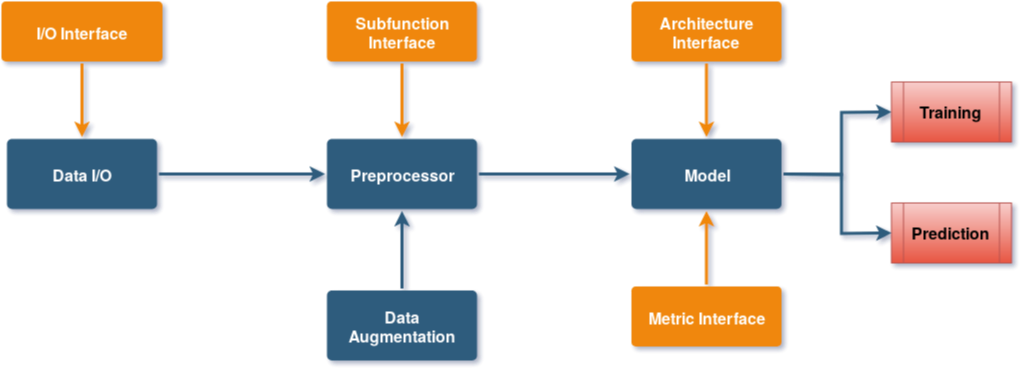 I/O Interface
Subfunction
Interface
Architecture
Interface
Training
Data I/O
Preprocessor
Model
Prediction
Data
Augmentation
Metric Interface